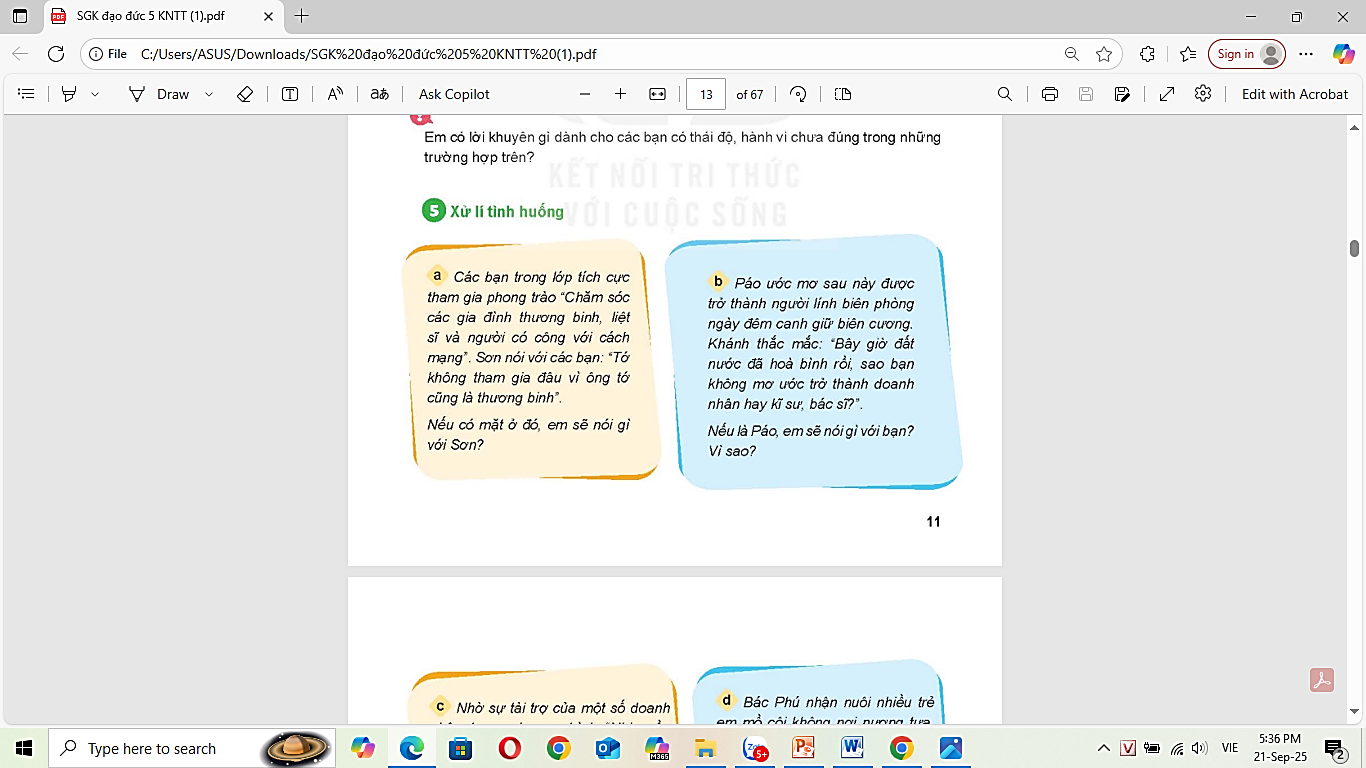 SGK đạo đức 5 KNTT (1).pdf
File
C:/Users/ASUS/Downloads/SGK%20đạo%20đức%205%20KNTT%20(1).pdf
Sign in
Draw
Ask Copilot
13
of 67
Edit with Acrobat
Em có lời khuyên gì dành cho các bạn có thái độ, hành vi chưa đúng trong những
trường hợp trên?
KẾT NỐI TRI THỨC
VỚI CUỘC SỐNG
5 Xử lí tình huống
a Các bạn trong lớp tích cực
tham gia phong trào “Chăm sóc
các gia đình thương binh, liệt
sĩ và người có công với cách
mạng”. Sơn nói với các bạn: “Tớ
không tham gia đâu vì ông tớ
cũng là thương binh”.
Nếu có mặt ở đó, em sẽ nói gì
với Sơn?
b Páo ước mơ sau này được
trở thành người lính biên phòng
ngày đêm canh giữ biên cương.
Khánh thắc mắc: “Bây giờ đất
nước đã hoà bình rồi, sao bạn
không mơ ước trở thành doanh
nhân hay kĩ sư, bác sĩ?”.
Nếu là Páo, em sẽ nói gì với bạn?
Vì sao?
11
c Nhờ sự tài trợ của một số doanh
d Bác Phú nhận nuôi nhiều trẻ
em mồ côi không nơi nương tựa
Type here to search
VIE
5:36 PM
21-Sep-25